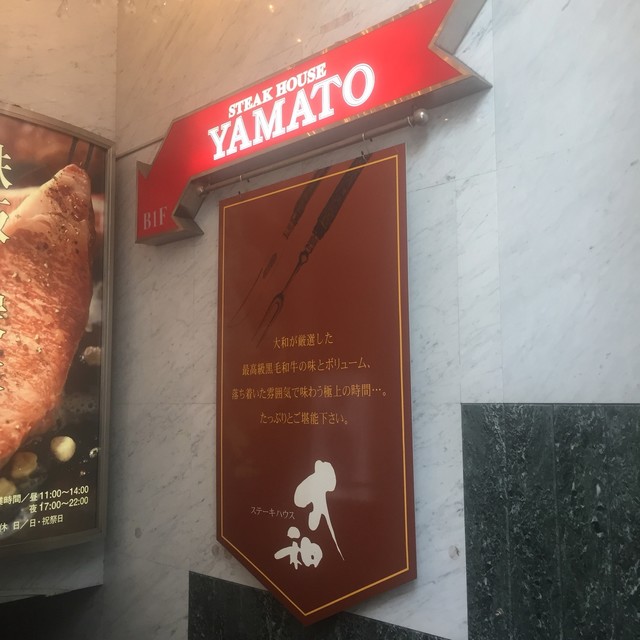 STEAK HOUSE
YAMATO
B1F
大和が厳選した
最高級黒毛和牛の味とボリューム、
落ち着いた雰囲気で味わう極上の時間…。
たっぷりとご堪能下さい。
ステーキハウス
大和
時間／昼 11:00〜14:00
夜 17:00〜22:00
休日／日・祝祭日